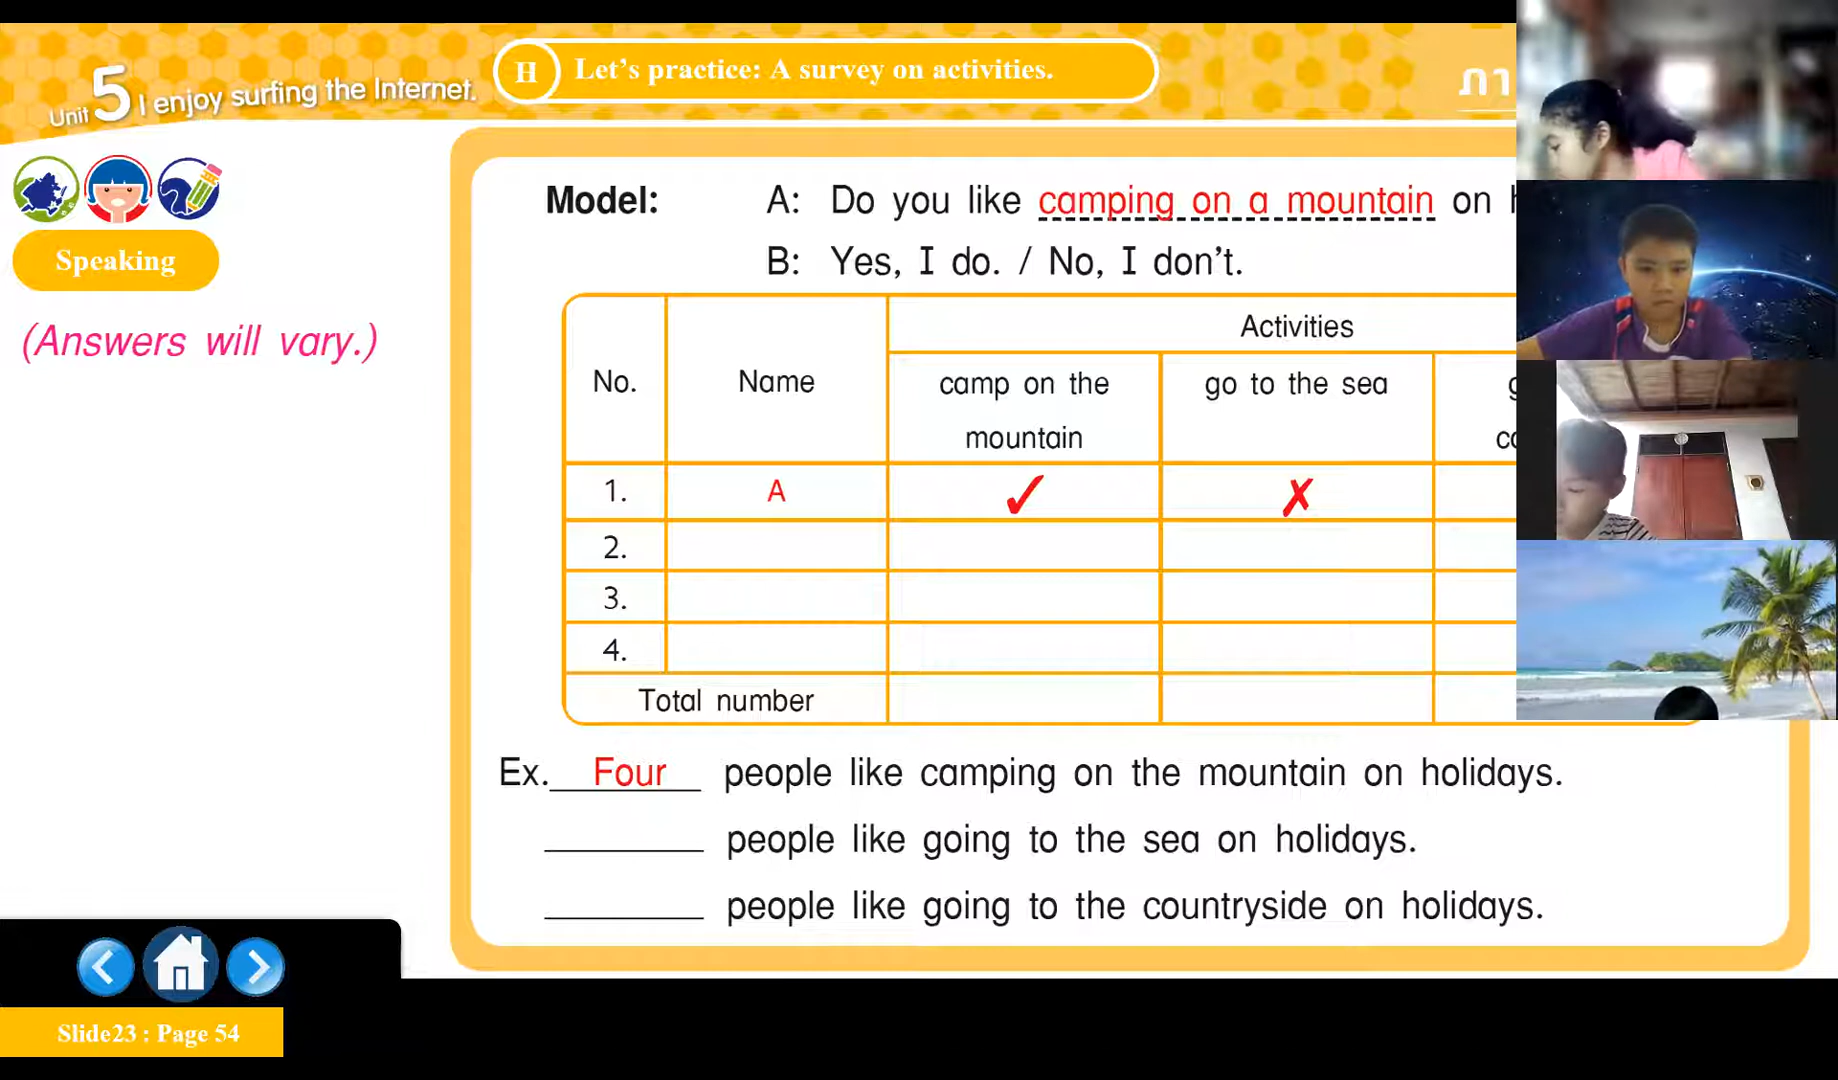 Unit 5 I enjoy surfing the Internet.
H Let's practice: A survey on activities.
ภา
Speaking
(Answers will vary.)
Model: A: Do you like camping on a mountain on
B: Yes, I do. / No, I don't.
Activities
No. Name camp on the mountain go to the sea
1. A ✓ ✗
2.
3.
4.
Total number
Ex. Four people like camping on the mountain on holidays.
people like going to the sea on holidays.
people like going to the countryside on holidays.
Slide23 : Page 54